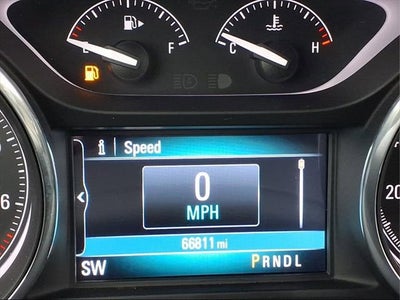 E F
C H
i Speed
0
MPH
6
20
66811 mi
SW PRNDL